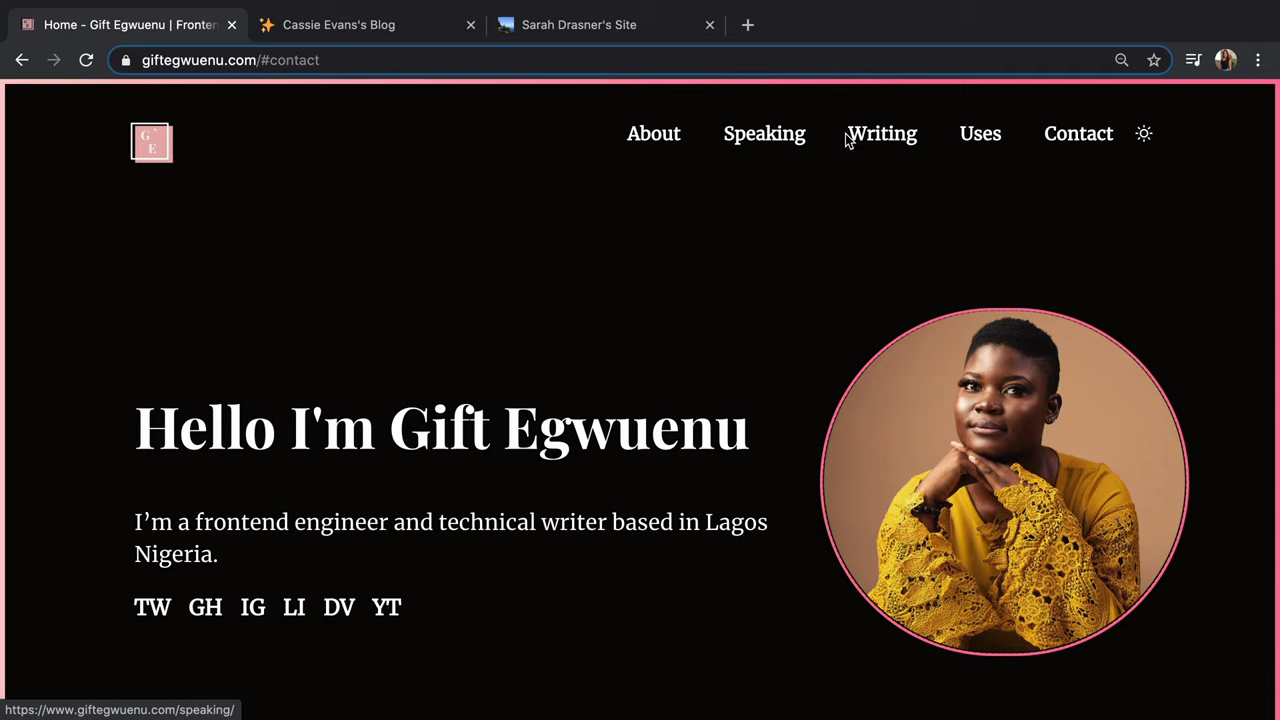 Home - Gift Egwuenu | Fronten
Cassie Evans's Blog
Sarah Drasner's Site
giftegwuenu.com/#contact
G `
E
About Speaking Writing Uses Contact
Hello I'm Gift Egwuenu
I’m a frontend engineer and technical writer based in Lagos
Nigeria.
TW GH IG LI DV YT
https://www.giftegwuenu.com/speaking/